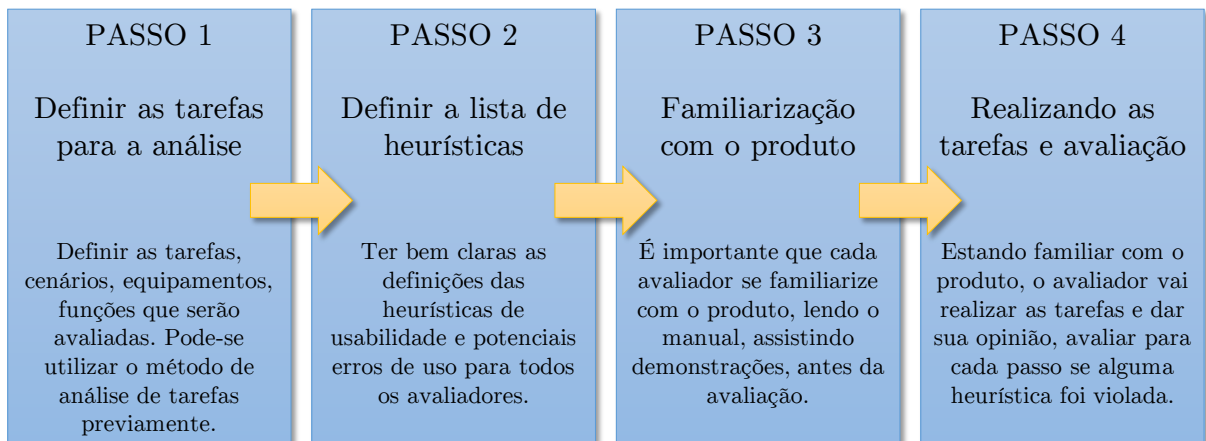 PASSO 1
Definir as tarefas
para a análise
Definir as tarefas,
cenários, equipamentos,
funções que serão
avaliadas. Pode-se
utilizar o método de
análise de tarefas
previamente.
PASSO 2
Definir a lista de
heurísticas
Ter bem claras as
definições das
heurísticas de
usabilidade e potenciais
erros de uso para todos
os avaliadores.
PASSO 3
Familiarização
com o produto
É importante que cada
avaliador se familiarize
com o produto, lendo o
manual, assistindo
demonstrações, antes da
avaliação.
PASSO 4
Realizando as
tarefas e avaliação
Estando familiar com o
produto, o avaliador vai
realizar as tarefas e dar
sua opinião, avaliar para
cada passo se alguma
heurística foi violada.